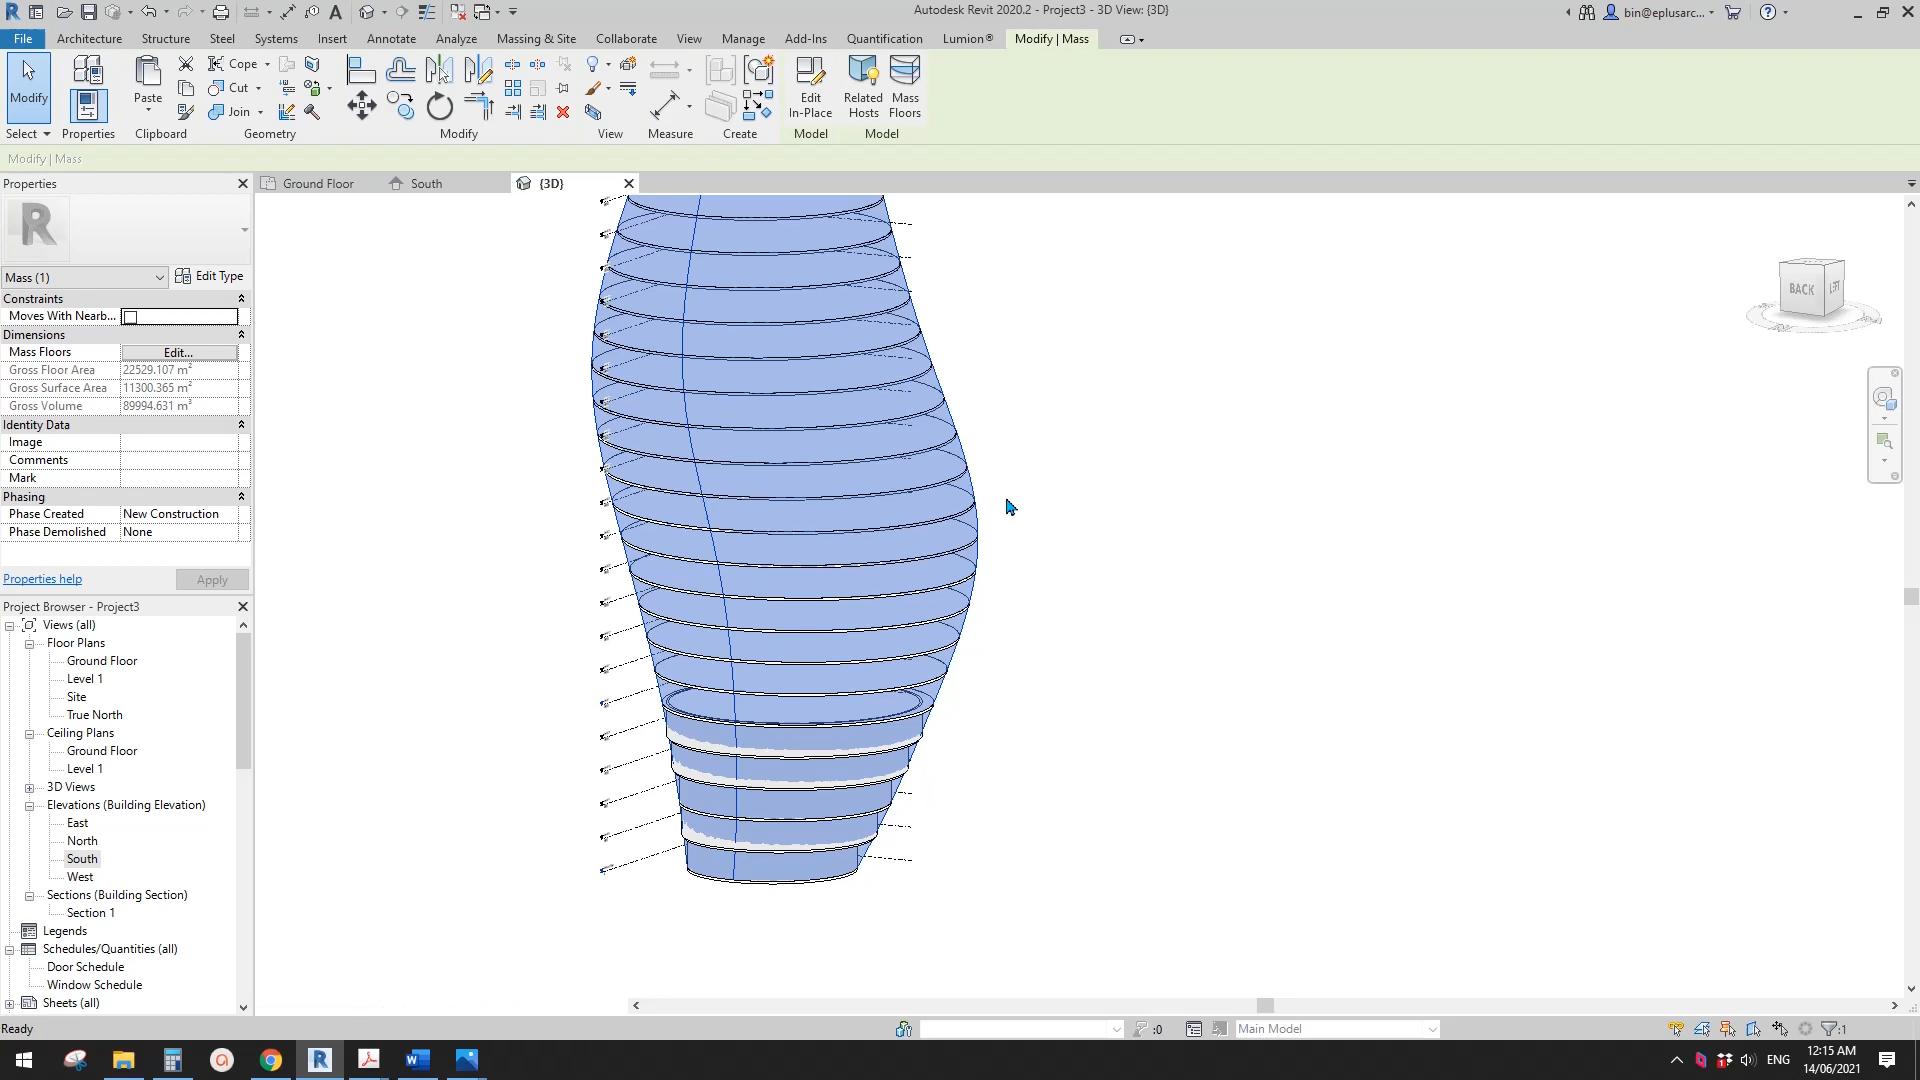 Autodesk Revit 2020.2 - Project3 - 3D View: {3D}
bin@eplusarc...
File Architecture Structure Steel Systems Insert Annotate Analyze Massing & Site Collaborate View Manage Add-Ins Quantification Lumion® Modify | Mass
Modify Paste Cope Cut Join Edit In-Place Related Hosts Mass Floors
Select Properties Clipboard Geometry Modify View Measure Create Model Model
Modify | Mass
Properties
Ground Floor South {3D}
Mass (1) Edit Type
Constraints
Moves With Nearb...
Dimensions
Mass Floors Edit...
Gross Floor Area 22529.107 m²
Gross Surface Area 11300.365 m²
Gross Volume 89994.631 m³
Identity Data
Image
Comments
Mark
Phasing
Phase Created New Construction
Phase Demolished None
Properties help Apply
BACK LEFT
Project Browser - Project3
Views (all)
Floor Plans
Ground Floor
Level 1
Site
True North
Ceiling Plans
Ground Floor
Level 1
3D Views
Elevations (Building Elevation)
East
North
South
West
Sections (Building Section)
Section 1
Legends
Schedules/Quantities (all)
Door Schedule
Window Schedule
Sheets (all)
Ready :0 Main Model :1
ENG
12:15 AM
14/06/2021